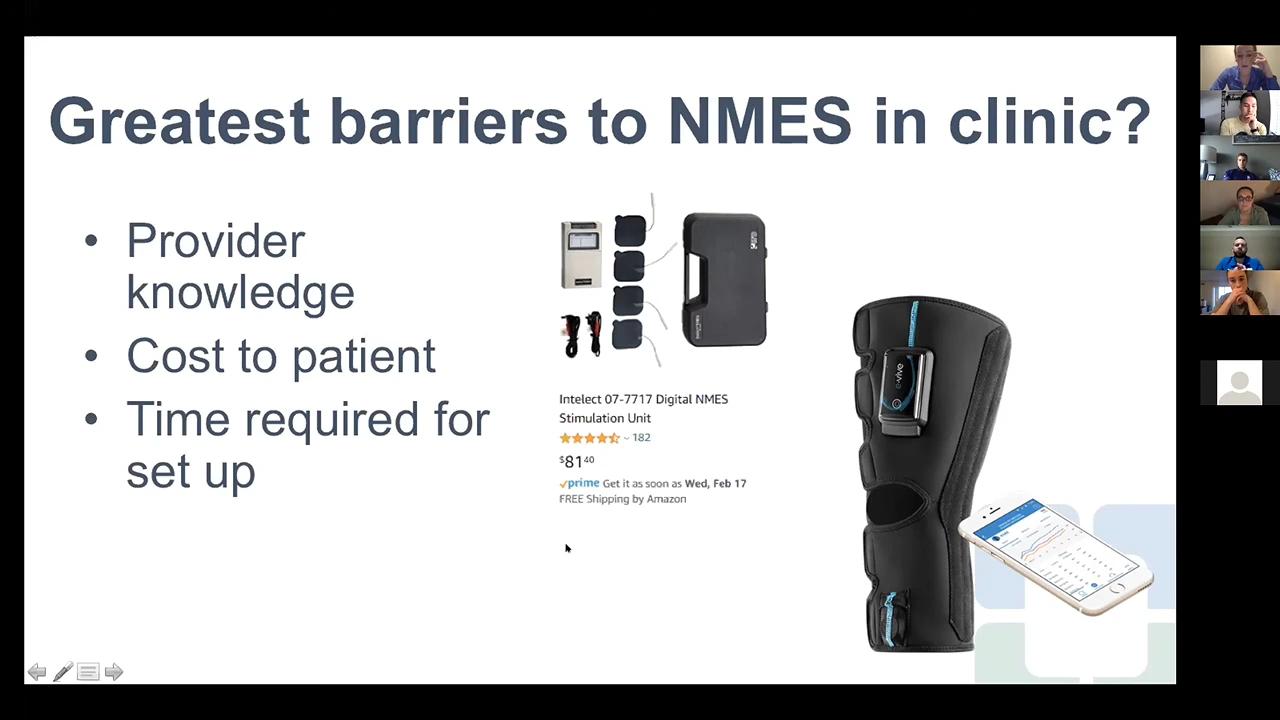 Greatest barriers to NMES in clinic?
• Provider
knowledge
• Cost to patient
• Time required for
set up
Intelect 07-7717 Digital NMES
Stimulation Unit
182
$81.40
prime Get it as soon as Wed, Feb 17
FREE Shipping by Amazon
e-vive